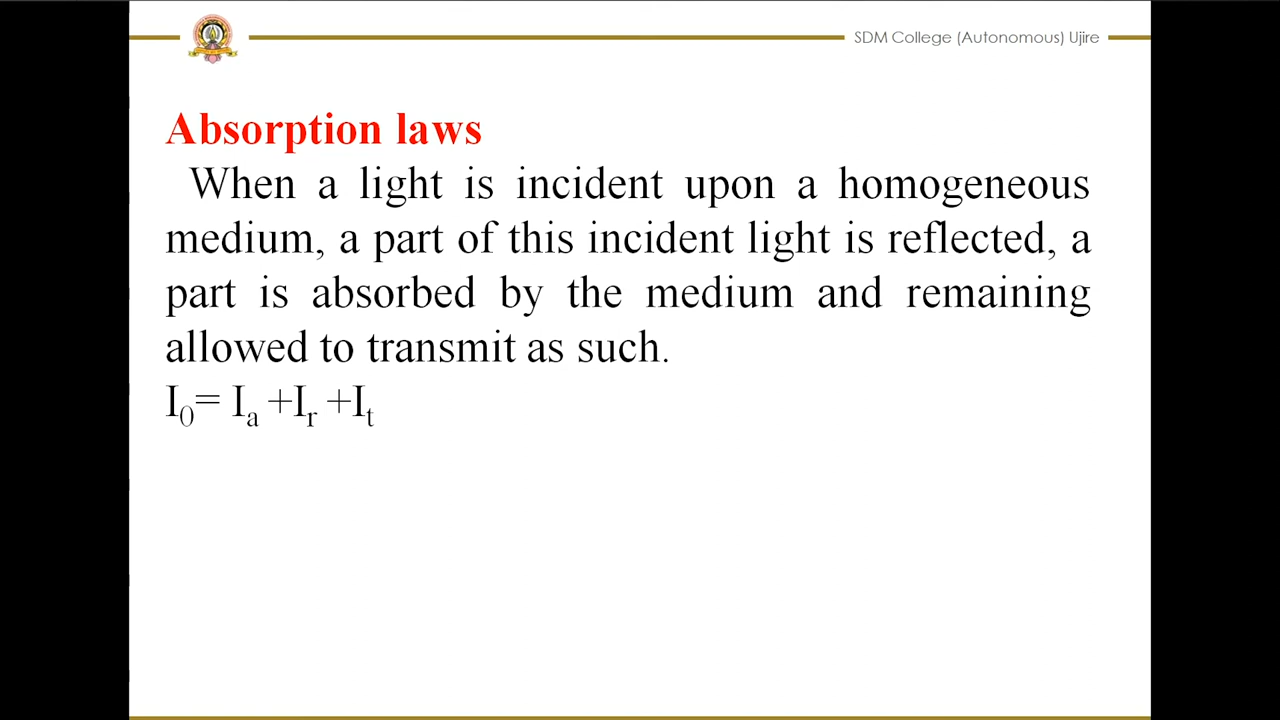 SDM College (Autonomous) Ujire
Absorption laws
When a light is incident upon a homogeneous
medium, a part of this incident light is reflected, a
part is absorbed by the medium and remaining
allowed to transmit as such.
I₀= Iₐ +Iᵣ +Iₜ